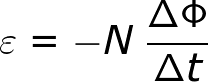 ε = −N ΔΦ/Δt